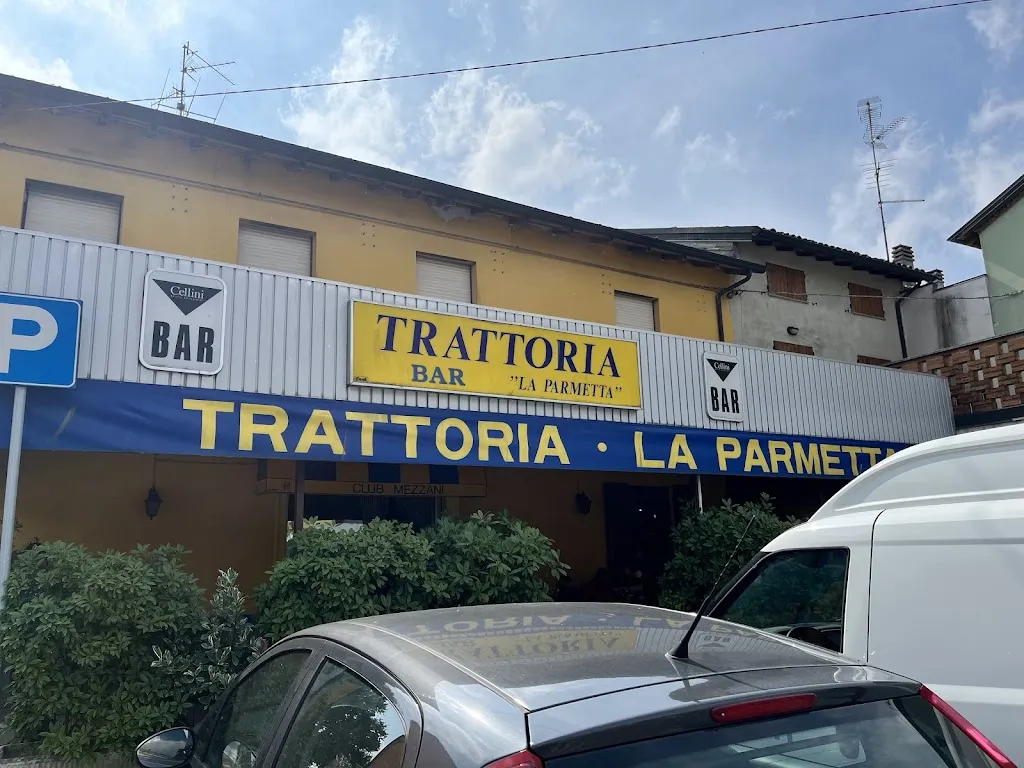 P
Cellini
BAR
TRATTORIA
BAR "LA PARMETTA"
Cellini
BAR
TRATTORIA · LA PARMETTA
CLUB MEZZANI